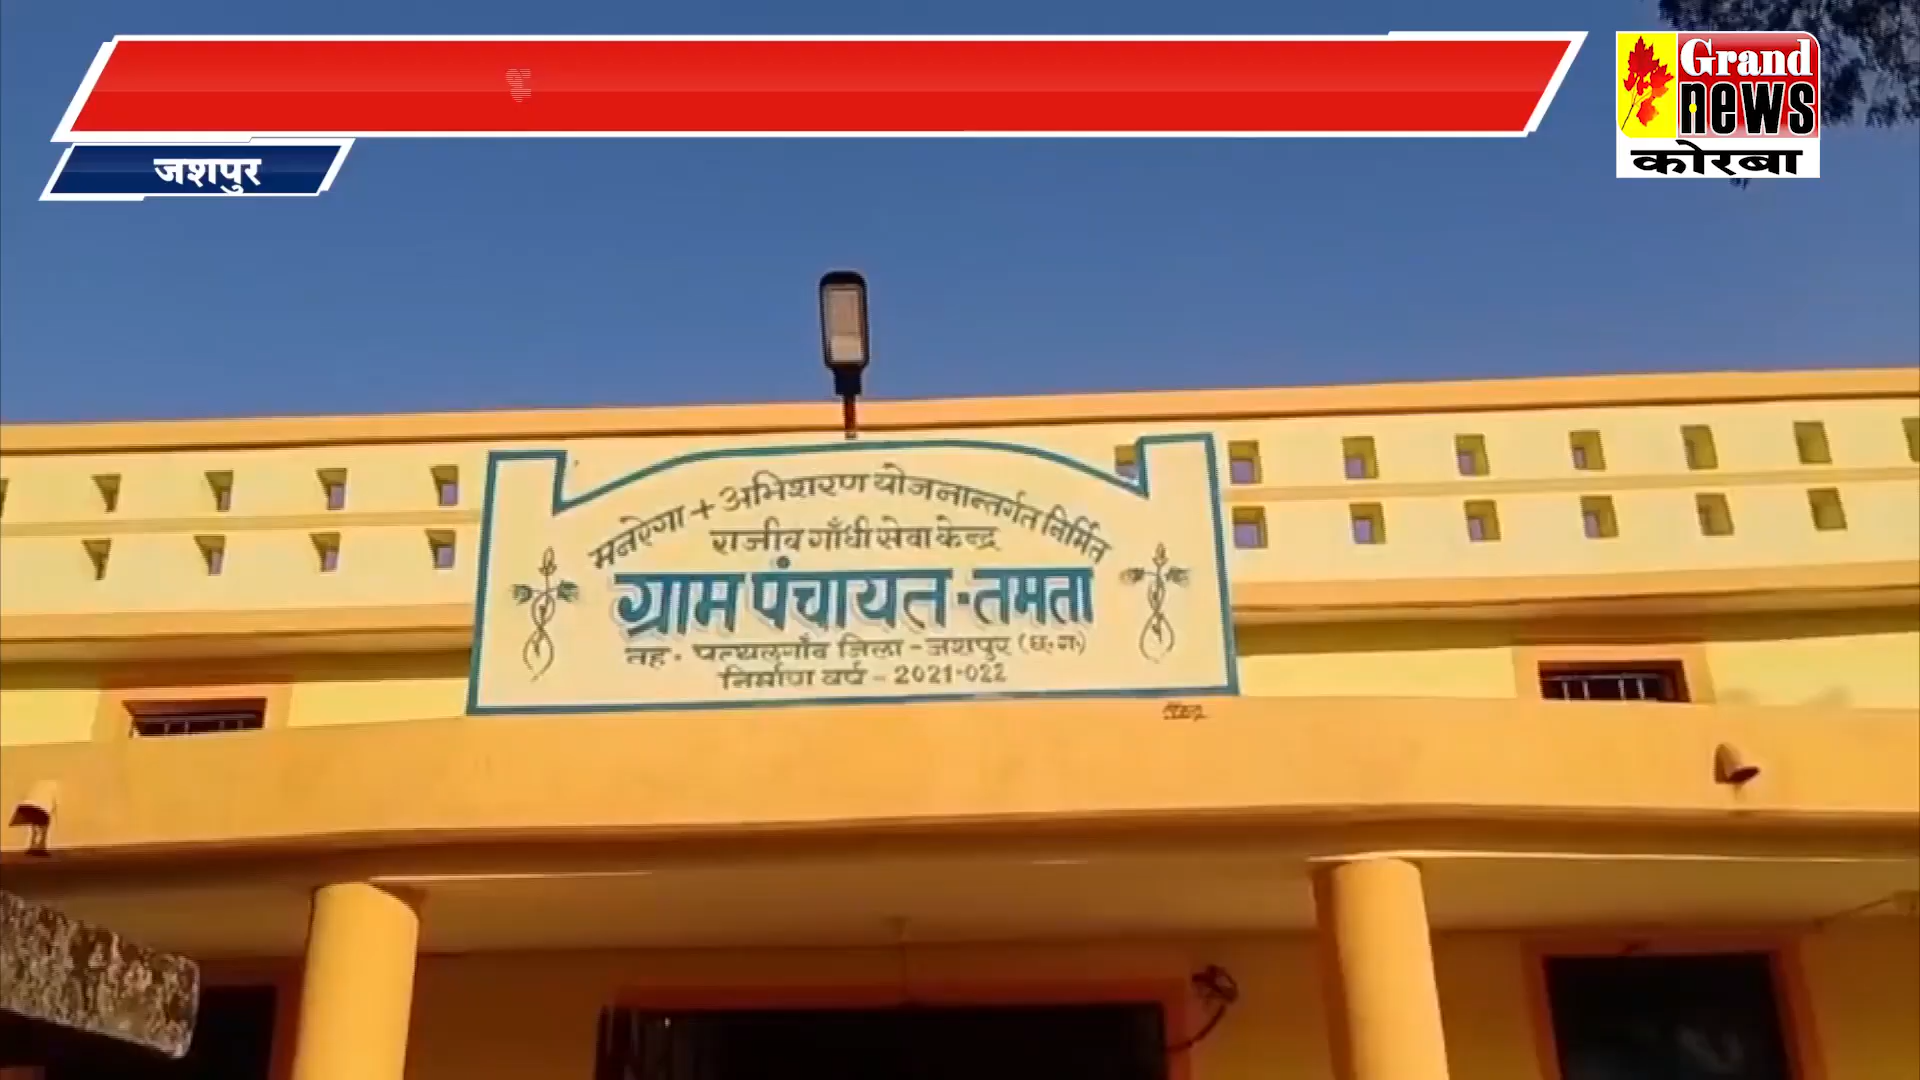 Grand
news
कोरबा
जशपुर
मनरेगा + अभिशरण योजनान्तर्गत निर्मित
राजीव गाँधी सेवा केन्द्र
ग्राम पंचायत - तमता
तह. पत्थलगाँव जिला - जशपुर (छ.ग.)
निर्माण वर्ष - 2021-022